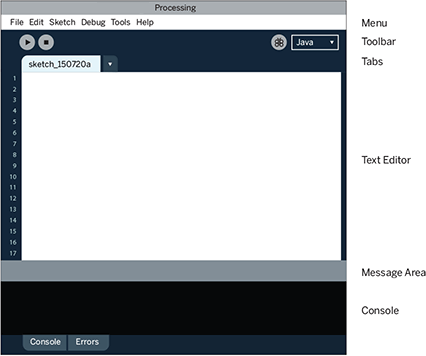 Processing
File Edit Sketch Debug Tools Help
Menu
Java
Toolbar
sketch_150720a
Tabs
1
2
3
4
5
6
7
8
9
10
11
12
13
14
15
16
17
Text Editor
Message Area
Console
Console Errors